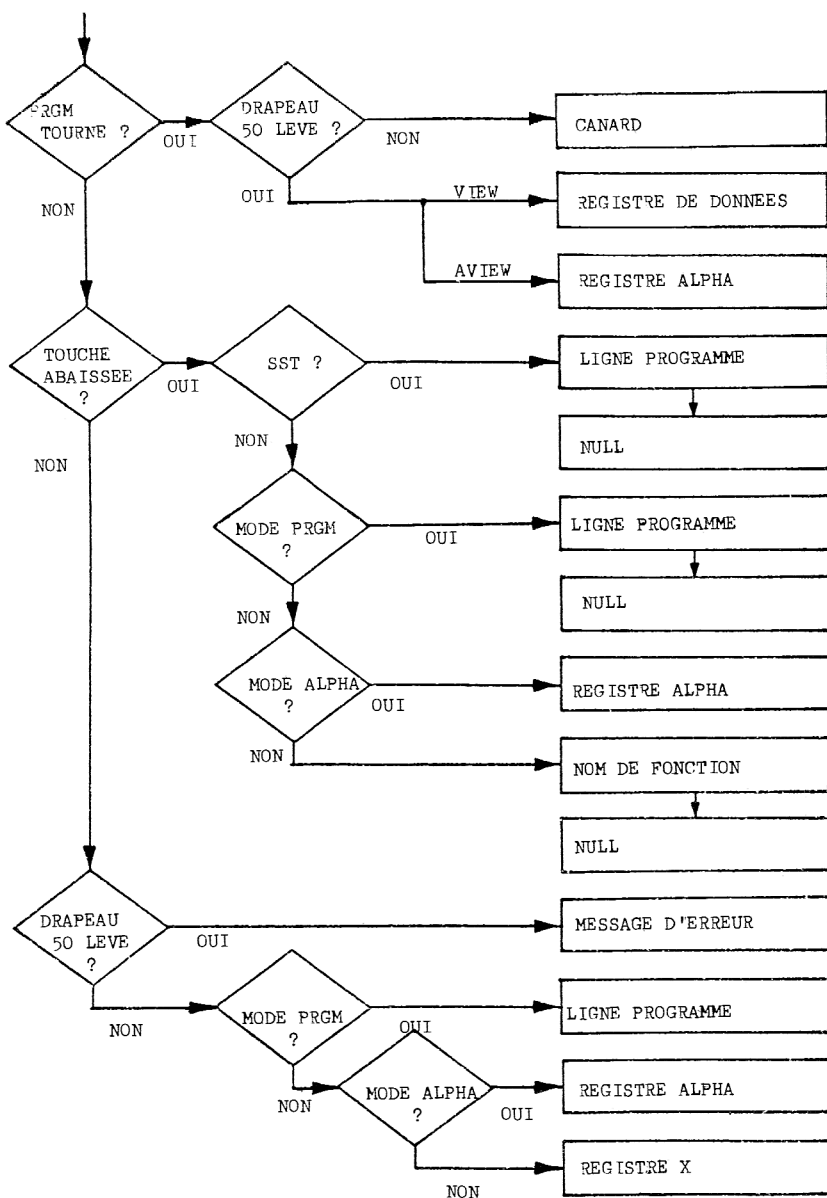 PRGM
TOURNE ?
OUI
DRAPEAU
50 LEVE ?
NON
CANARD
NON
OUI
VIEW
REGISTRE DE DONNEES
AVIEW
REGISTRE ALPHA
TOUCHE
ABAISSEE
?
OUI
SST ?
OUI
LIGNE PROGRAMME
NON
NON
NULL
MODE PRGM
?
OUI
LIGNE PROGRAMME
NON
NULL
MODE ALPHA
?
OUI
REGISTRE ALPHA
NON
NOM DE FONCTION
NULL
DRAPEAU
50 LEVE
?
OUI
MESSAGE D'ERREUR
NON
MODE PRGM
?
OUI
LIGNE PROGRAMME
NON
MODE ALPHA
?
OUI
REGISTRE ALPHA
NON
REGISTRE X